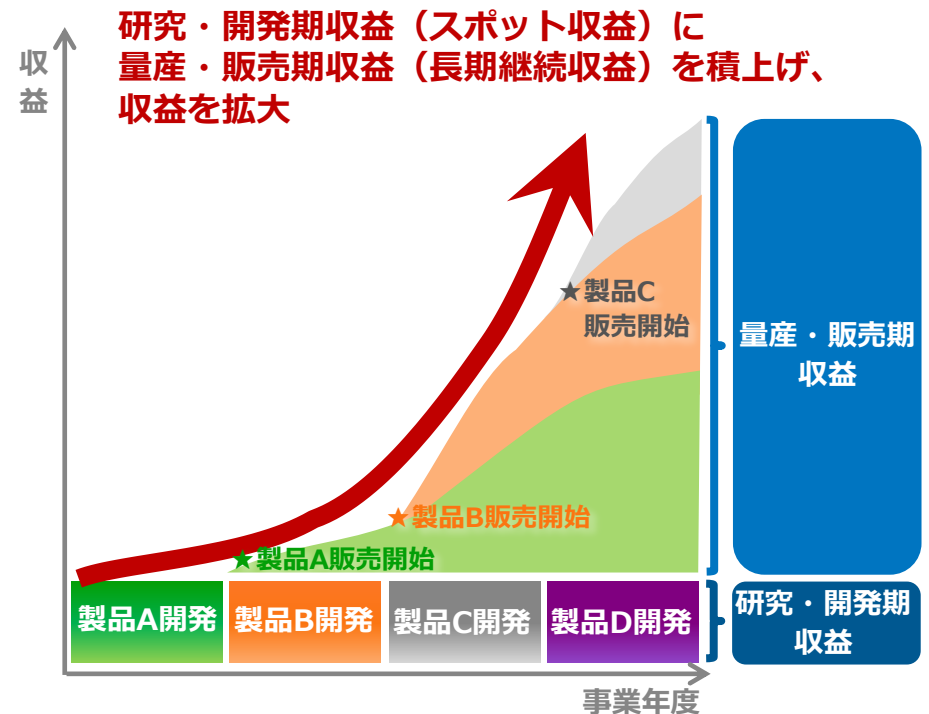 研究・開発期収益（スポット収益）に
量産・販売期収益（長期継続収益）を積上げ、
収益を拡大
収益
★製品C
販売開始
量産・販売期
収益
★製品B販売開始
★製品A販売開始
製品A開発
製品B開発
製品C開発
製品D開発
研究・開発期
収益
事業年度